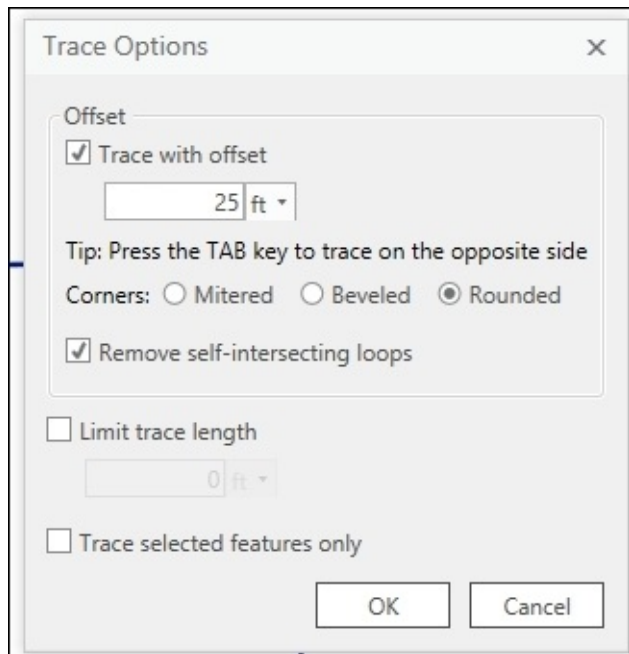 Trace Options
Offset
Trace with offset
25 ft
Tip: Press the TAB key to trace on the opposite side
Corners: Mitered Beveled Rounded
Remove self-intersecting loops
Limit trace length
0 ft
Trace selected features only
OK Cancel